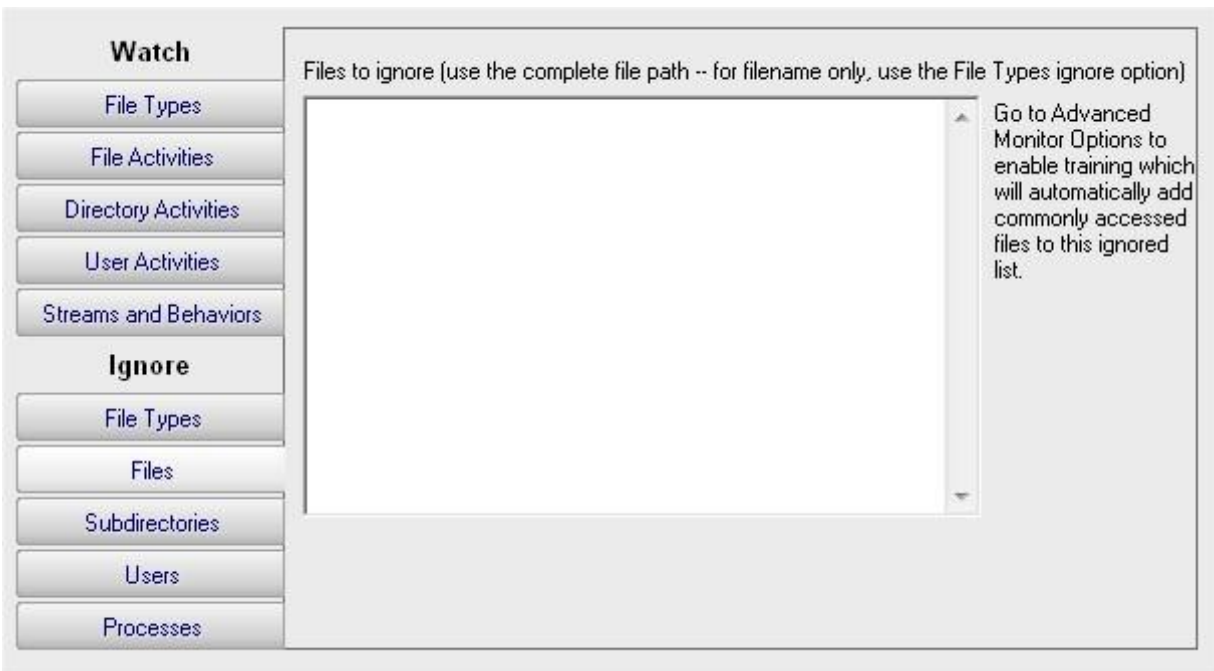 Watch
File Types
File Activities
Directory Activities
User Activities
Streams and Behaviors
Ignore
File Types
Files
Subdirectories
Users
Processes
Files to ignore (use the complete file path -- for filename only, use the File Types ignore option)
Go to Advanced
Monitor Options to
enable training which
will automatically add
commonly accessed
files to this ignored
list.